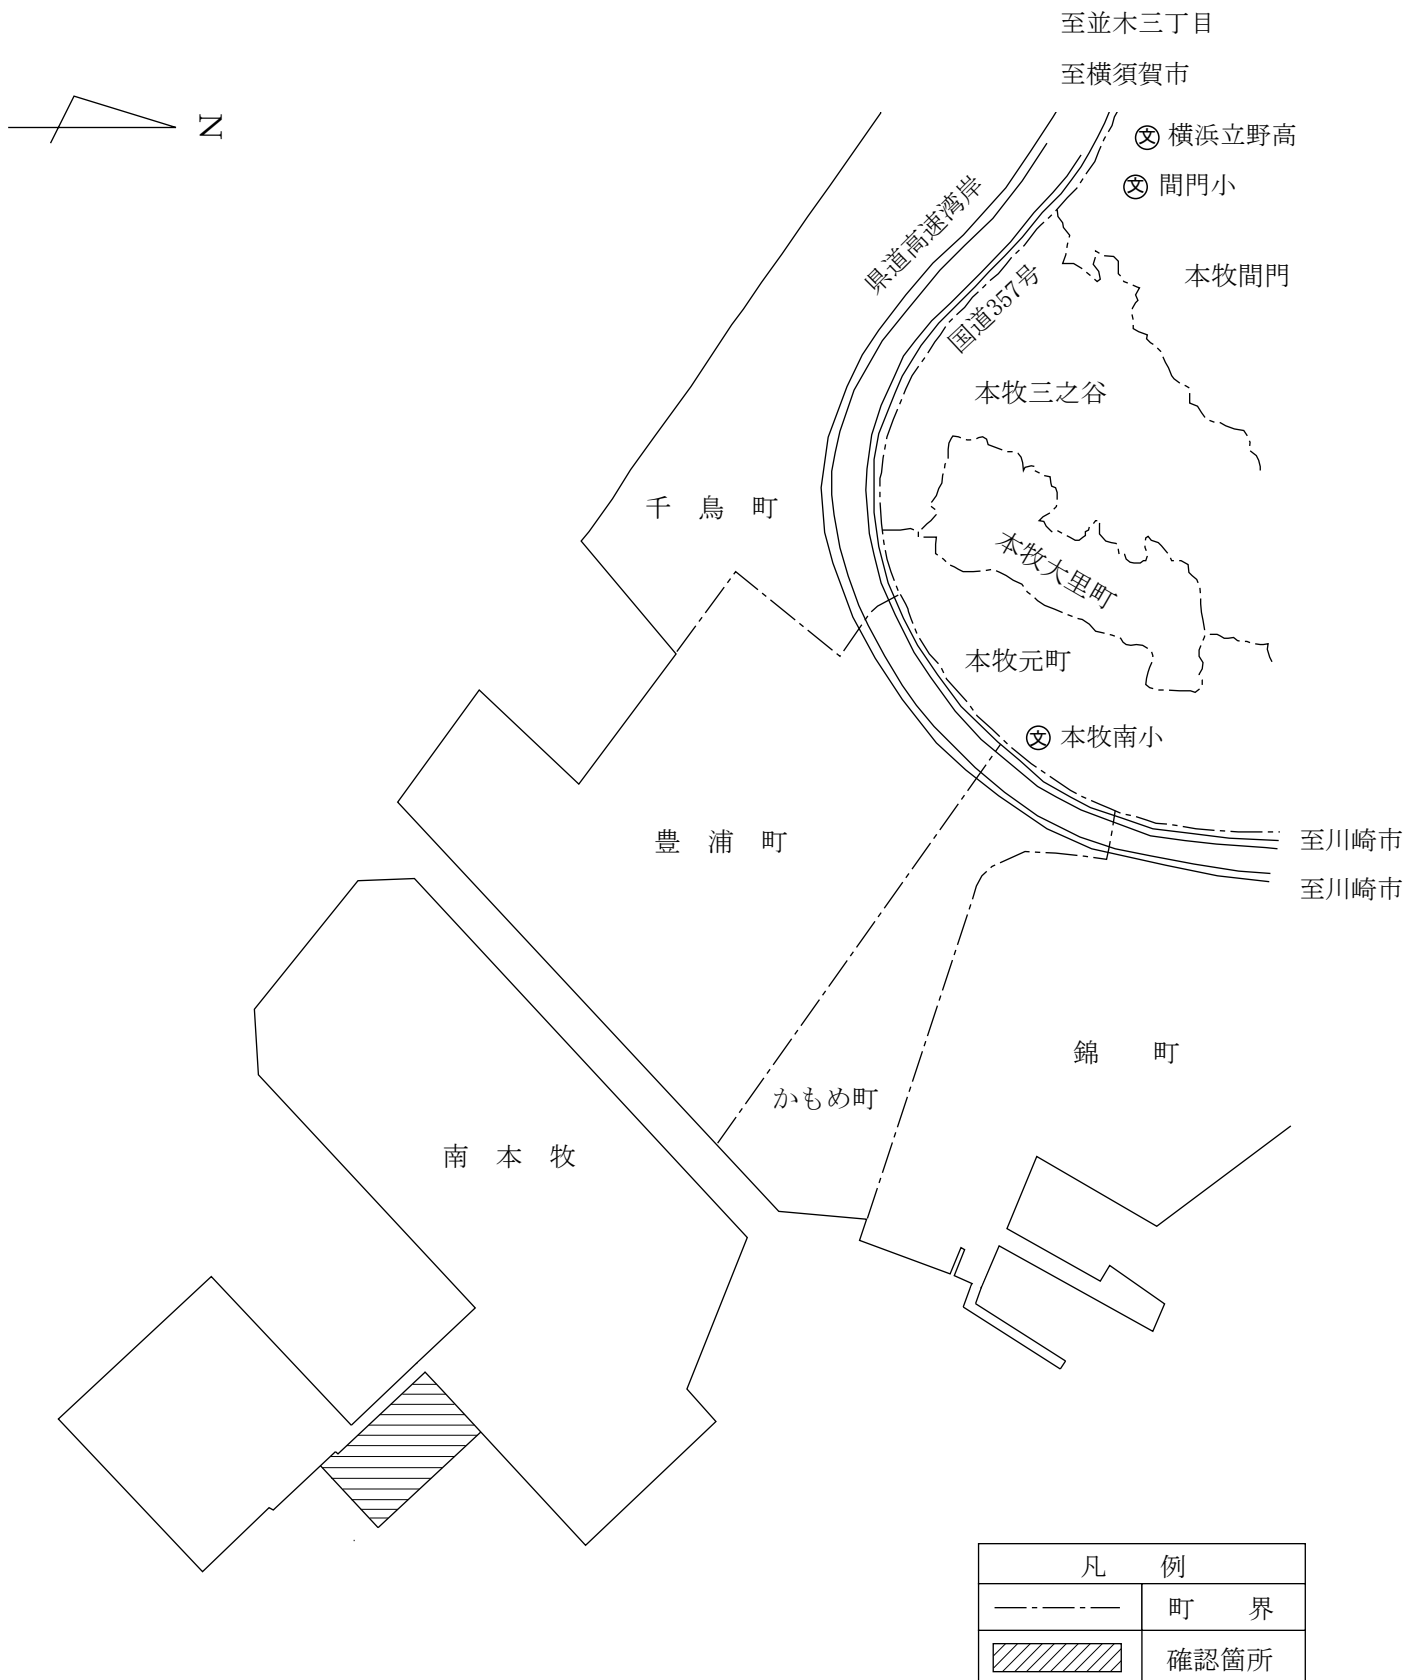 至並木三丁目
至横須賀市
N
文 横浜立野高
文 間門小
県道高速湾岸
本牧間門
国道357号
本牧三之谷
千鳥町
本牧大里町
本牧元町
文 本牧南小
豊浦町
至川崎市
至川崎市
錦町
かもめ町
南本牧
凡例
町界
確認箇所